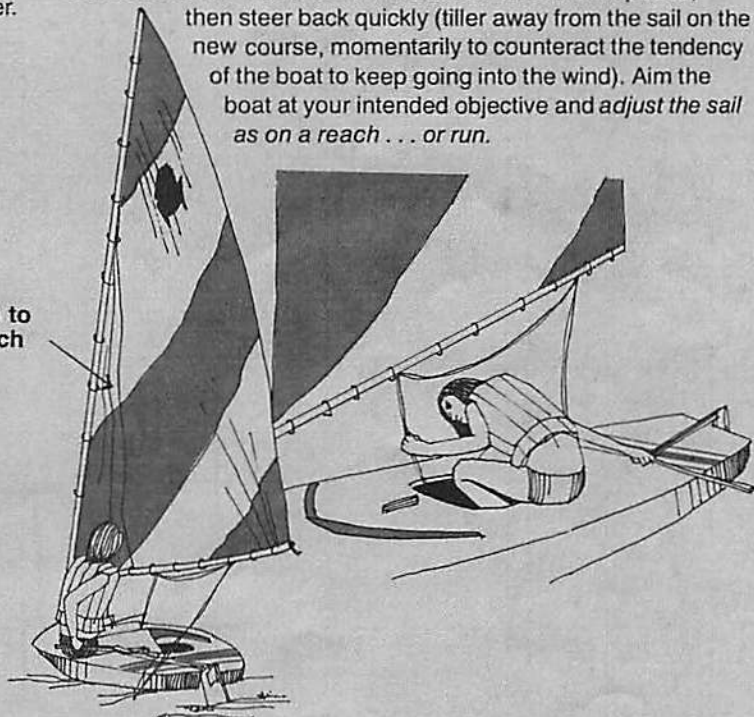 er.
then steer back quickly (tiller away from the sail on the
new course, momentarily to counteract the tendency
of the boat to keep going into the wind). Aim the
boat at your intended objective and adjust the sail
as on a reach . . . or run.
to
ch